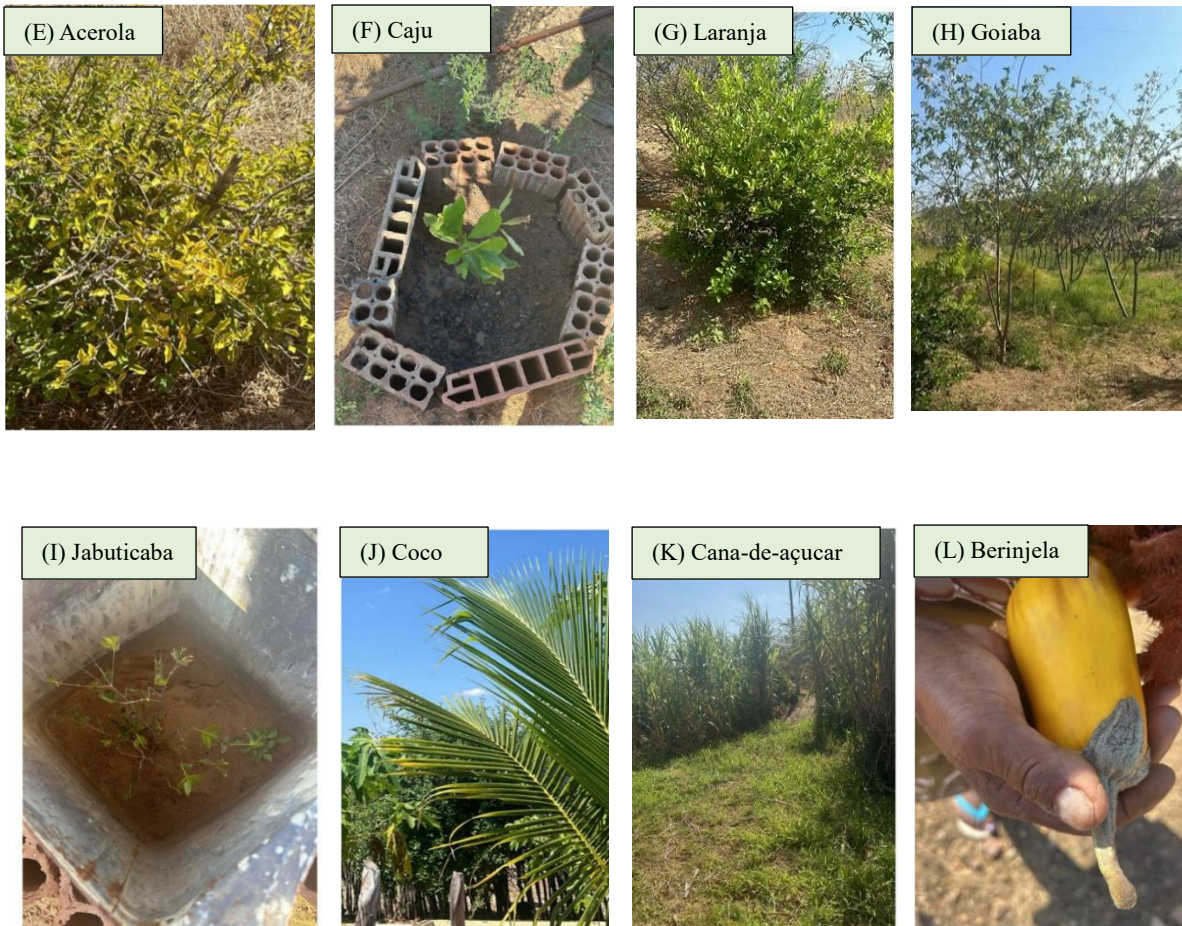 (E) Acerola
(F) Caju
(G) Laranja
(H) Goiaba
(I) Jabuticaba
(J) Coco
(K) Cana-de-açucar
(L) Berinjela